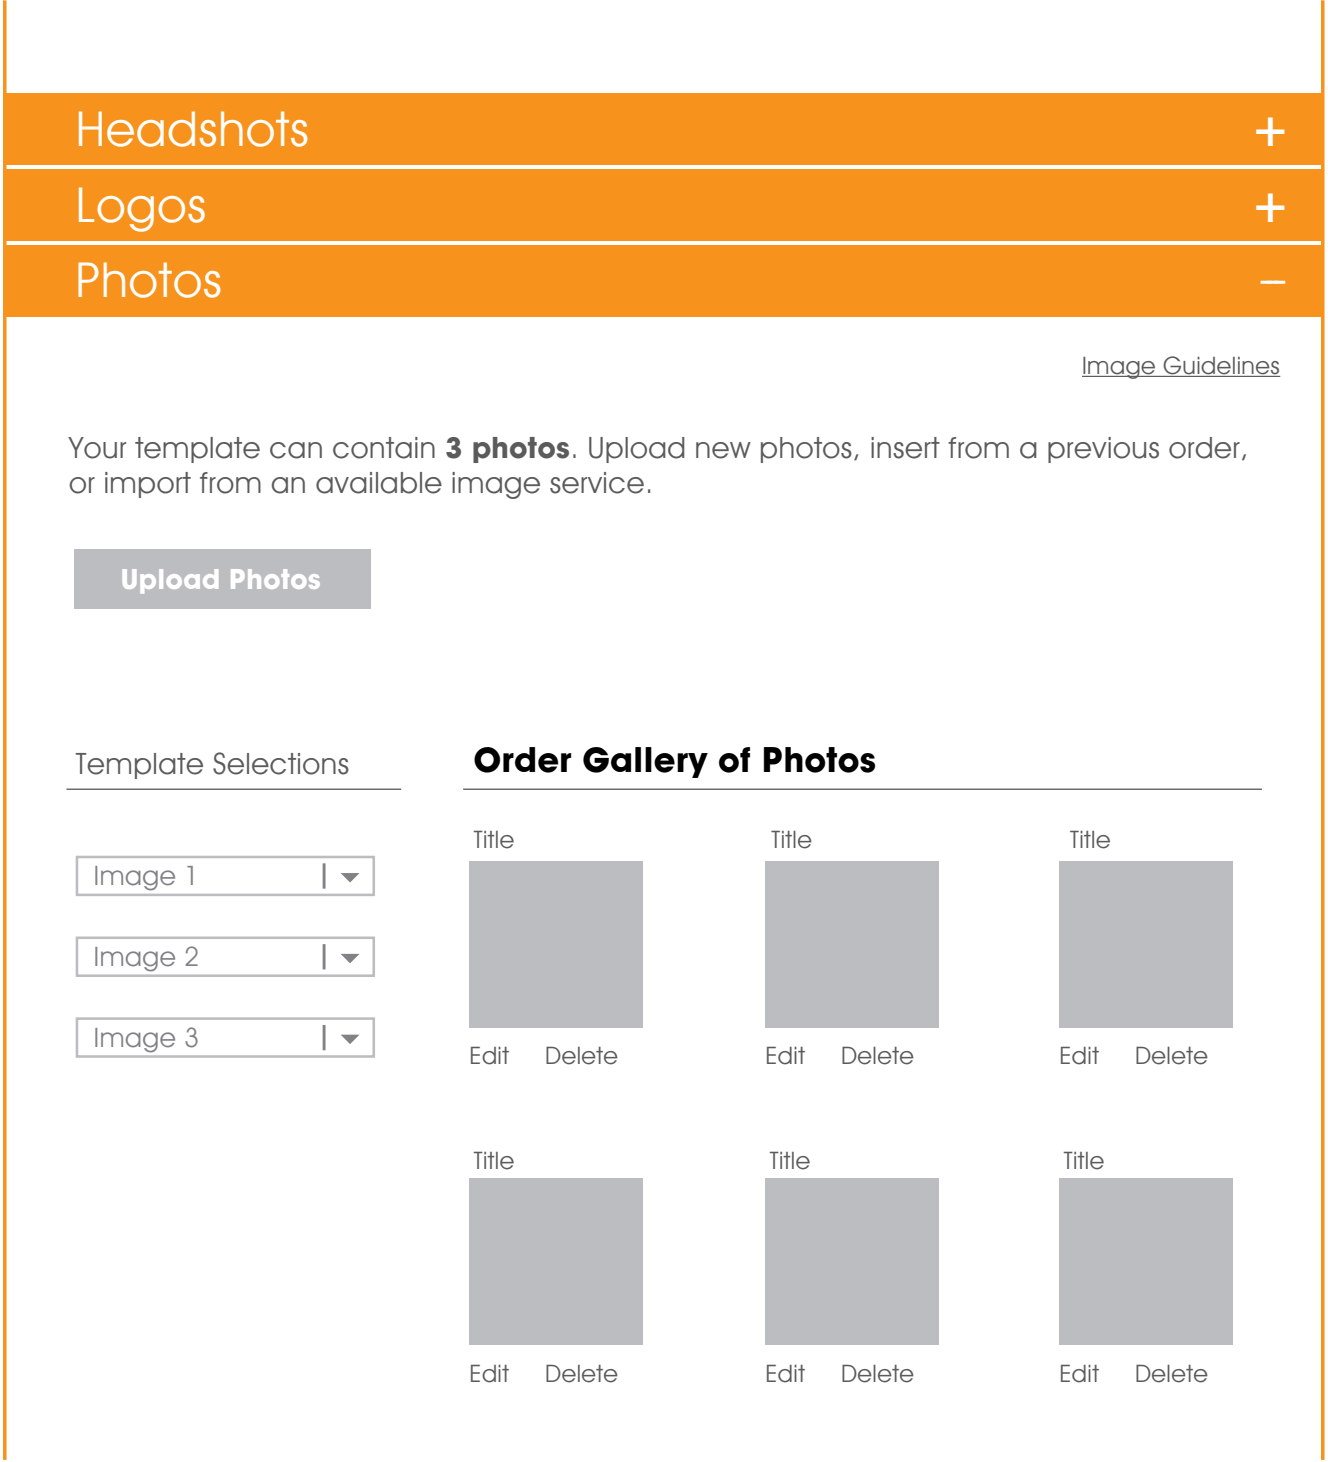 Headshots
Logos
Photos
Image Guidelines
Your template can contain 3 photos. Upload new photos, insert from a previous order,
or import from an available image service.
Upload Photos
Template Selections
Image 1
Image 2
Image 3
Order Gallery of Photos
Title Title Title
Edit Delete Edit Delete Edit Delete
Title Title Title
Edit Delete Edit Delete Edit Delete